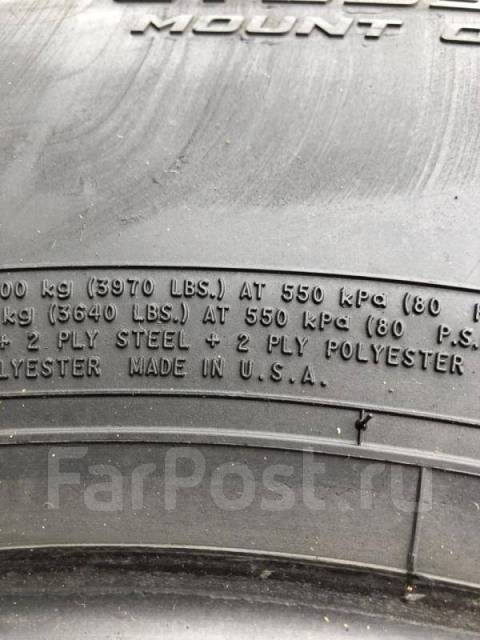 MOUNT
00 kg (3970 LBS.) AT 550 kPa (80 P
kg (3640 LBS.) AT 550 kPa (80 P.S.
+ 2 PLY STEEL + 2 PLY POLYESTER
LYESTER MADE IN U.S.A.
FarPost.ru